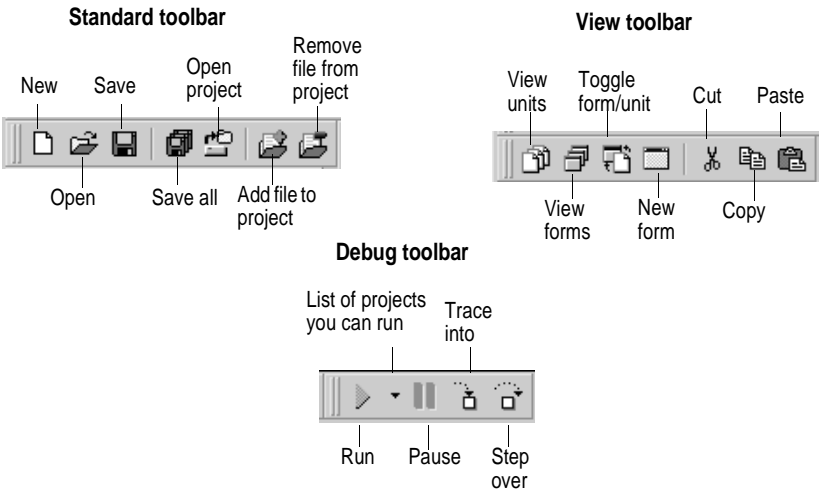 Standard toolbar
New
Save
Open
project
Remove
file from
project
Open
Save all
Add file to
project
View toolbar
View
units
Toggle
form/unit
Cut
Paste
View
forms
New
form
Copy
Debug toolbar
List of projects
you can run
Trace
into
Run
Pause
Step
over